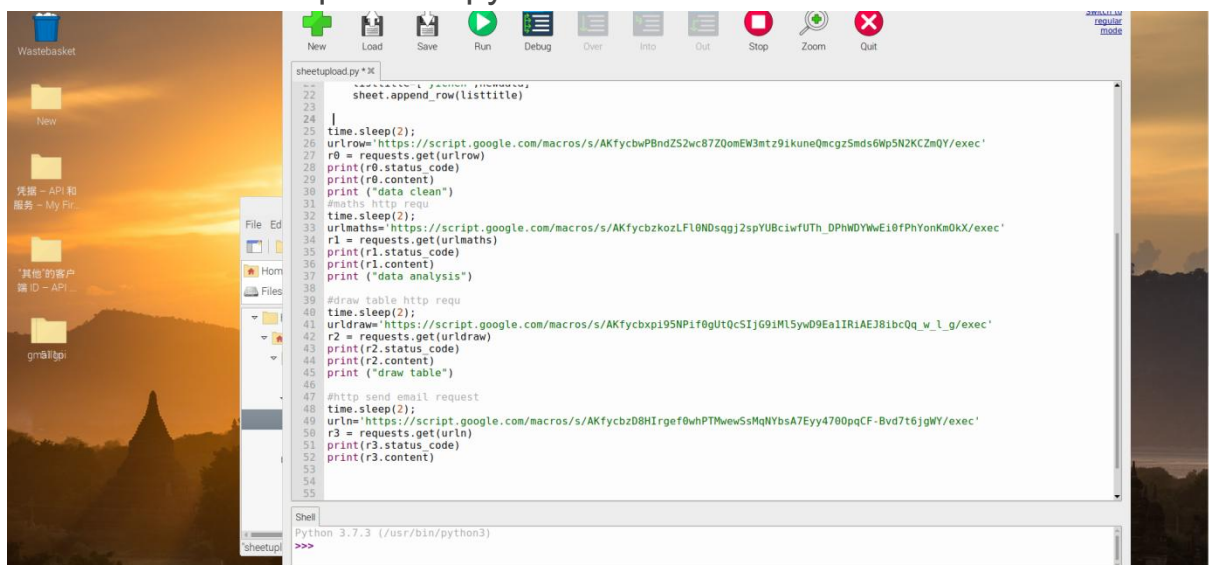 Switch to
regular
mode
New
Load
Save
Run
Debug
Over
Into
Out
Stop
Zoom
Quit
sheetupload.py *
22 sheet.append_row(listtitle)
23
24
25 time.sleep(2);
26 urlrow='https://script.google.com/macros/s/AKfycbwPBndZS2wc87ZQomEW3mtz9ikuneQmcgzSmds6Wp5N2KCZmQY/exec'
27 r0 = requests.get(urlrow)
28 print(r0.status_code)
29 print(r0.content)
30 print ("data clean")
31 #maths http requ
32 time.sleep(2);
33 urlmaths='https://script.google.com/macros/s/AKfycbzkozLFl0NDsqgj2spYUBciwfUTh_DPhWDYWwEi0fPhYonKmOkX/exec'
34 r1 = requests.get(urlmaths)
35 print(r1.status_code)
36 print(r1.content)
37 print ("data analysis")
38
39 #draw table http requ
40 time.sleep(2);
41 urldraw='https://script.google.com/macros/s/AKfycbxpi95NPif0gUtQcSIjG9iMl5ywD9Ea1IRiAEJ8ibcQq_w_l_g/exec'
42 r2 = requests.get(urldraw)
43 print(r2.status_code)
44 print(r2.content)
45 print ("draw table")
46
47 #http send email request
48 time.sleep(2);
49 urln='https://script.google.com/macros/s/AKfycbzD8HIrgef0whPTMwewSsMqNYbsA7Eyy470OpqCF-Bvd7t6jgWY/exec'
50 r3 = requests.get(urln)
51 print(r3.status_code)
52 print(r3.content)
53
54
55
Shell
Python 3.7.3 (/usr/bin/python3)
>>>
Wastebasket
New
凭据 – API 和
服务 – My Fir...
"其他"的客户
端 ID – API ...
File Ed
Hom
Files
"sheetupl